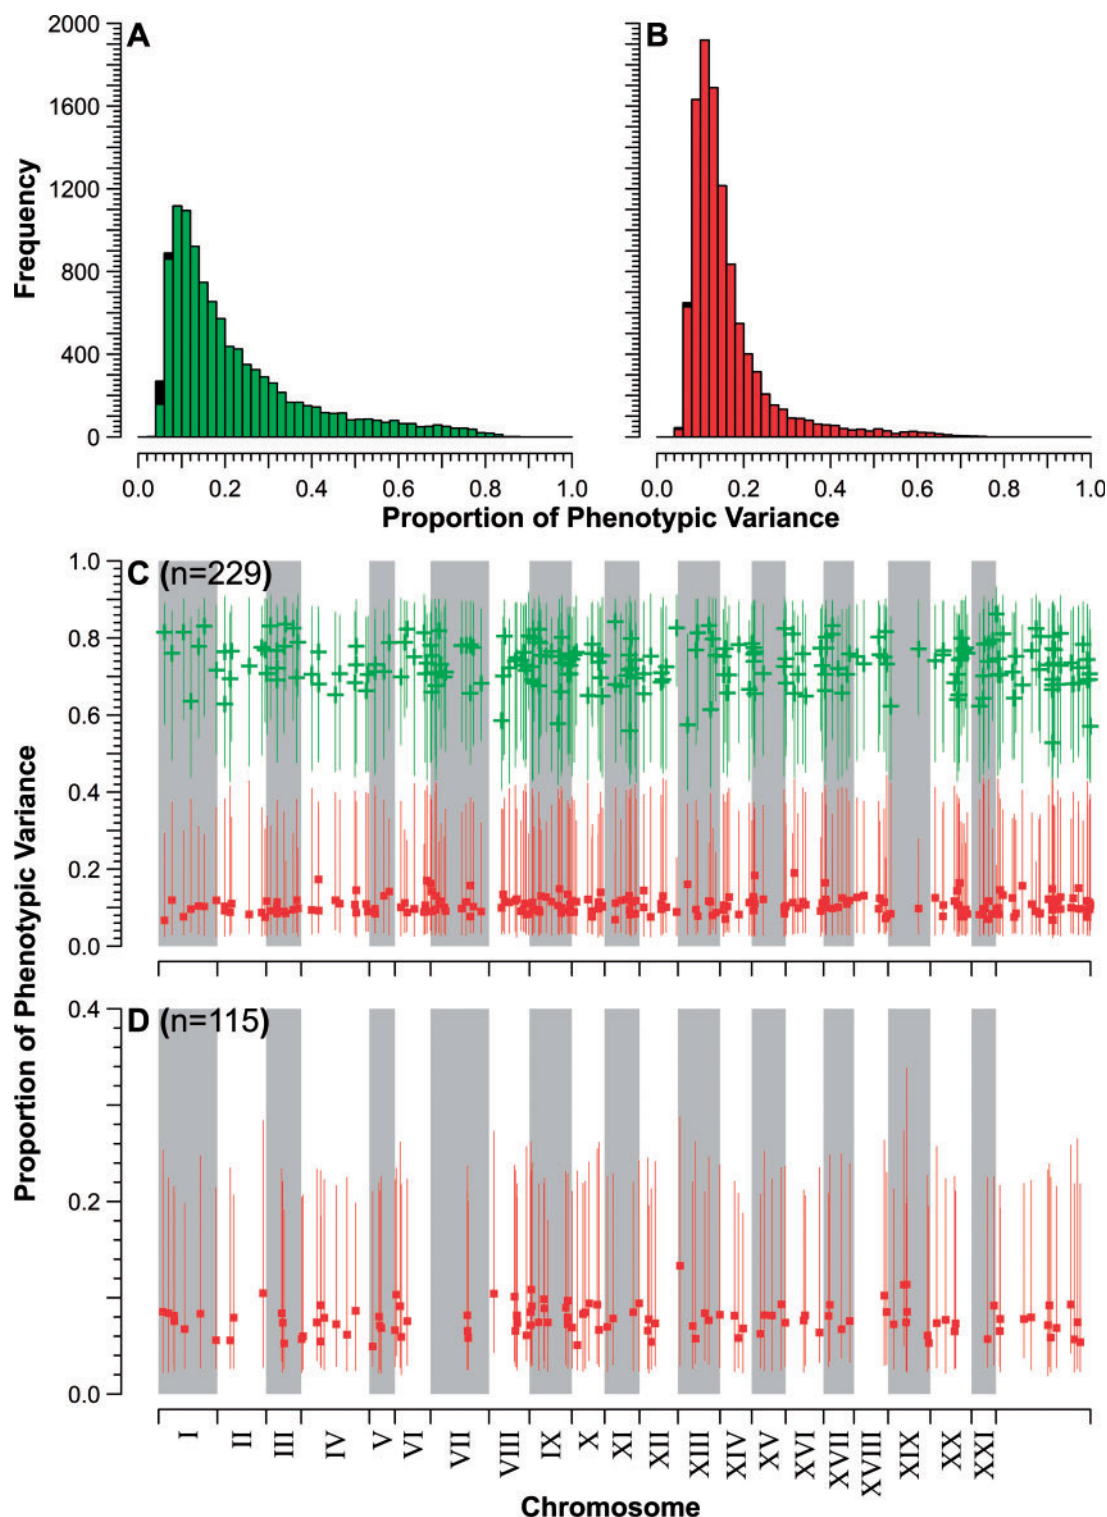 A
B
2000
1600
1200
800
400
0
Frequency
0.0 0.2 0.4 0.6 0.8 1.0
0.0 0.2 0.4 0.6 0.8 1.0
Proportion of Phenotypic Variance
C (n=229)
1.0
0.8
0.6
0.4
0.2
0.0
Proportion of Phenotypic Variance
D (n=115)
0.4
0.2
0.0
I II III IV V VI VII VIII IX X XI XII XIII XIV XV XVI XVII XVIII XIX XX XXI
Chromosome